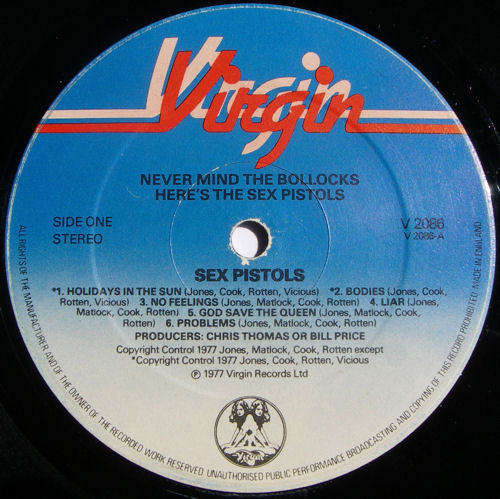 Virgin
NEVER MIND THE BOLLOCKS
HERE'S THE SEX PISTOLS
SIDE ONE
STEREO
V 2086
V 2086-A
SEX PISTOLS
*1. HOLIDAYS IN THE SUN (Jones, Cook, Rotten, Vicious) *2. BODIES (Jones, Cook,
Rotten, Vicious) 3. NO FEELINGS (Jones, Matlock, Cook, Rotten) 4. LIAR (Jones,
Matlock, Cook, Rotten) 5. GOD SAVE THE QUEEN (Jones, Matlock, Cook,
Rotten) 6. PROBLEMS (Jones, Matlock, Cook, Rotten)
PRODUCERS: CHRIS THOMAS OR BILL PRICE
Copyright Control 1977 Jones, Matlock, Cook, Rotten except
*Copyright Control 1977 Jones, Cook, Rotten, Vicious
℗ 1977 Virgin Records Ltd
Virgin
ALL RIGHTS OF THE MANUFACTURER AND OF THE OWNER OF THE RECORDED WORK RESERVED. UNAUTHORISED PUBLIC PERFORMANCE BROADCASTING AND COPYING OF THIS RECORD PROHIBITED. MADE IN ENGLAND